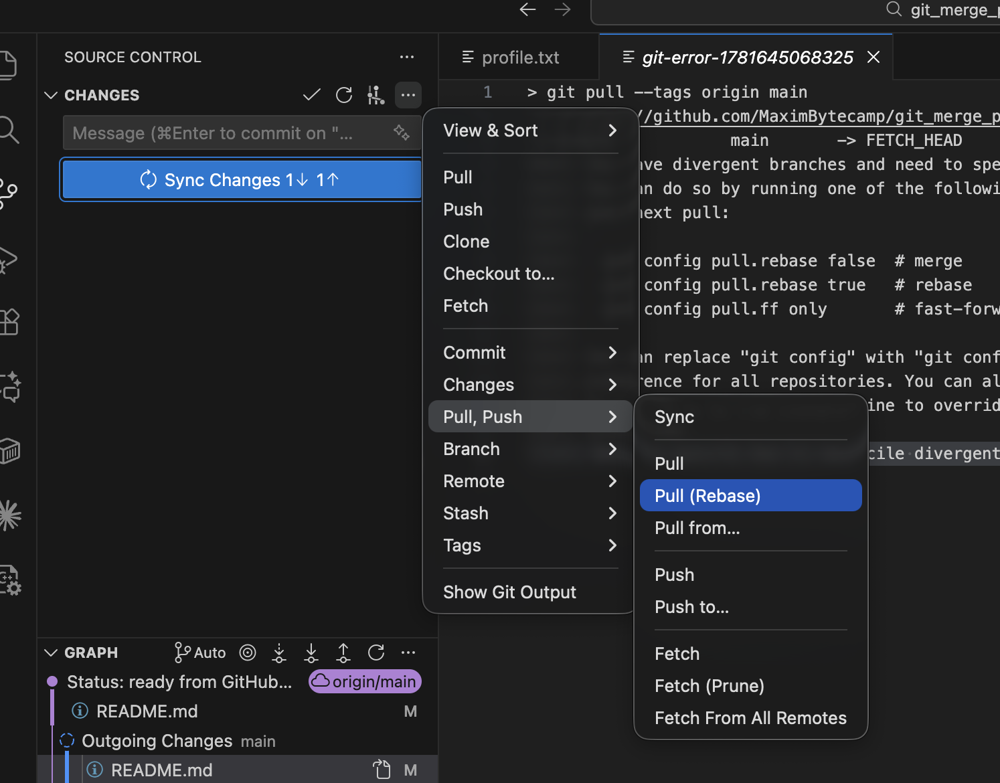 git_merge_p
SOURCE CONTROL
profile.txt
git-error-1781645068325
CHANGES
Message (⌘Enter to commit on "...
Sync Changes 1↓ 1↑
1 > git pull --tags origin main
//github.com/MaximBytecamp/git_merge_p
main -> FETCH_HEAD
ve divergent branches and need to spe
n do so by running one of the followi
next pull:
config pull.rebase false # merge
config pull.rebase true # rebase
config pull.ff only # fast-forw
n replace "git config" with "git conf
rence for all repositories. You can al
ine to overrid
cile divergent
View & Sort
Pull
Push
Clone
Checkout to...
Fetch
Commit
Changes
Pull, Push
Branch
Remote
Stash
Tags
Show Git Output
Sync
Pull
Pull (Rebase)
Pull from...
Push
Push to...
Fetch
Fetch (Prune)
Fetch From All Remotes
GRAPH
Auto
Status: ready from GitHub... origin/main
README.md M
Outgoing Changes main
README.md M